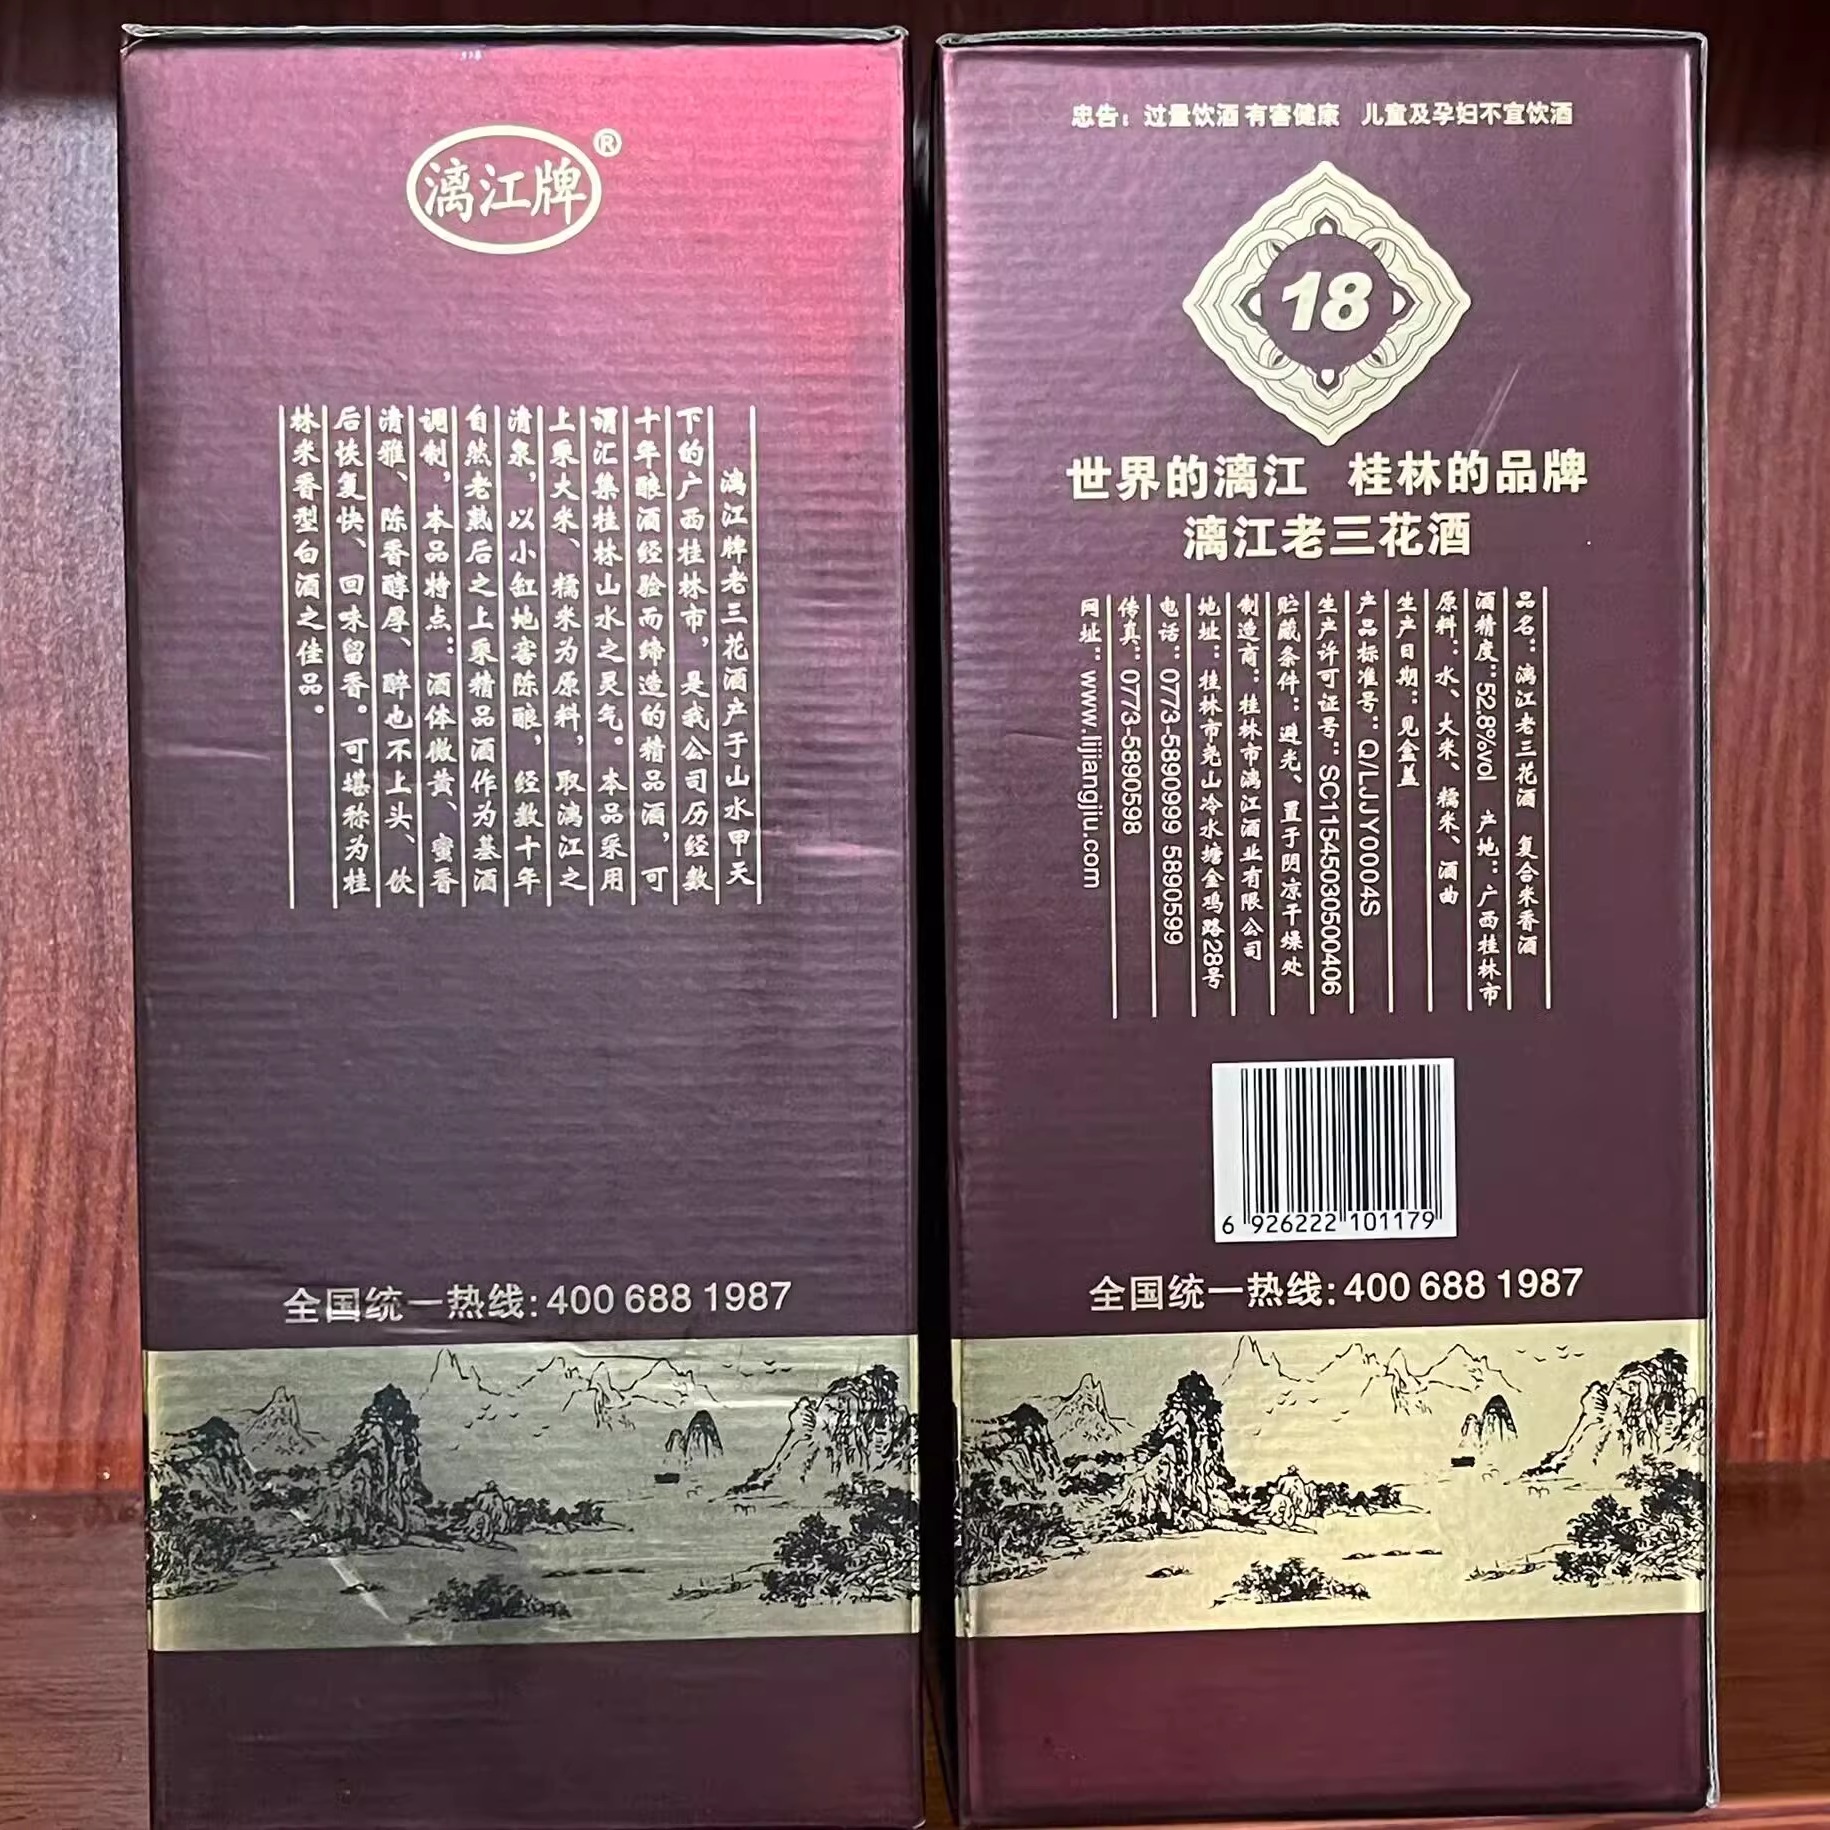 漓江牌®
漓江牌老三花酒产于山水甲天
下的广西桂林市，是我公司历经数
十年酿酒经验而缔造的精品酒，可
谓汇集桂林山水之灵气。本品采用
上乘大米、糯米为原料，取漓江之
清泉，以小缸地窖陈酿，经数十年
自然老熟后之上乘精品酒作为基酒
调制，本品特点：酒体微黄、蜜香
清雅、陈香醇厚、醉也不上头、饮
后恢复快、回味留香。可堪称为桂
林米香型白酒之佳品。
全国统一热线:400 688 1987
忠告：过量饮酒有害健康 儿童及孕妇不宜饮酒
18
世界的漓江 桂林的品牌
漓江老三花酒
品名：漓江老三花酒 复合米香酒
酒精度：52.8%vol 产地：广西桂林市
原料：水、大米、糯米、酒曲
生产日期：见盒盖
产品标准号：Q/LJJY0004S
生产许可证号：SC11545030500406
贮藏条件：避光、置于阴凉干燥处
制造商：桂林市漓江酒业有限公司
地址：桂林市尧山冷水塘金鸡路28号
电话：0773-5890999 5890599
传真：0773-5890598
网址：www.lijiangjiu.com
6 926222 101179
全国统一热线:400 688 1987